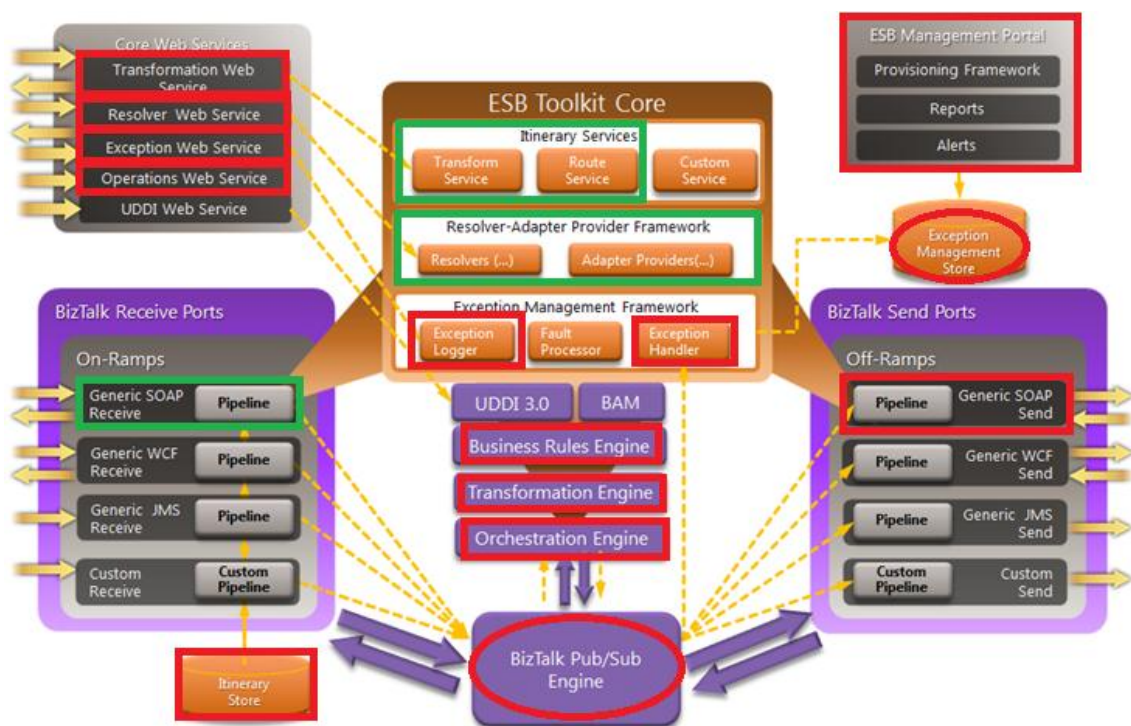 Core Web Services
Transformation Web
Service
Resolver Web Service
Exception Web Service
Operations Web Service
UDDI Web Service
ESB Toolkit Core
Itinerary Services
Transform
Service
Route
Service
Custom
Service
Resolver-Adapter Provider Framework
Resolvers (...)
Adapter Providers(...)
Exception Management Framework
Exception
Logger
Fault
Processor
Exception
Handler
ESB Management Portal
Provisioning Framework
Reports
Alerts
Exception
Management
Store
BizTalk Receive Ports
On-Ramps
Generic SOAP
Receive
Pipeline
Generic WCF
Receive
Pipeline
Generic JMS
Receive
Pipeline
Custom
Receive
Custom
Pipeline
Itinerary
Store
UDDI 3.0
BAM
Business Rules Engine
Transformation Engine
Orchestration Engine
BizTalk Pub/Sub
Engine
BizTalk Send Ports
Off-Ramps
Pipeline
Generic SOAP
Send
Pipeline
Generic WCF
Send
Pipeline
Generic JMS
Send
Custom
Pipeline
Custom
Send